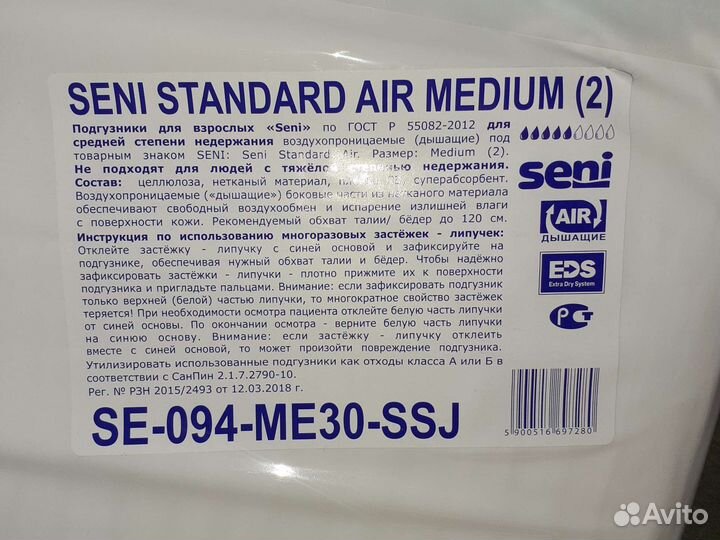 SENI STANDARD AIR MEDIUM (2)
Подгузники для взрослых «Seni» по ГОСТ Р 55082-2012 для
средней степени недержания воздухопроницаемые (дышащие) под
товарным знаком SENI: Seni Standard Air. Размер: Medium (2).
Не подходят для людей с тяжёлой степенью недержания.
Состав: целлюлоза, нетканый материал, суперабсорбент.
Воздухопроницаемые («дышащие») боковые части из нетканого материала
обеспечивают свободный воздухообмен и испарение излишней влаги
с поверхности кожи. Рекомендуемый обхват талии/ бёдер до 120 см.
Инструкция по использованию многоразовых застёжек - липучек:
Отклейте застёжку - липучку с синей основой и зафиксируйте на
подгузнике, обеспечивая нужный обхват талии и бёдер. Чтобы надёжно
зафиксировать застёжки - липучки - плотно прижмите их к поверхности
подгузника и пригладьте пальцами. Внимание: если зафиксировать подгузник
только верхней (белой) частью липучки, то многократное свойство застёжек
теряется! При необходимости осмотра пациента отклейте белую часть липучки
от синей основы. По окончании осмотра - верните белую часть липучки
на синюю основу. Внимание: если застёжку - липучку отклеить
вместе с синей основой, то может произойти повреждение подгузника.
Утилизировать использованные подгузники как отходы класса А или Б в
соответствии с СанПин 2.1.7.2790-10.
Рег. № РЗН 2015/2493 от 12.03.2018 г.
SE-094-ME30-SSJ
seni
AIR
ДЫШАЩИЕ
EDS
Extra Dry System
РСТ
5 900516 697280
Avito